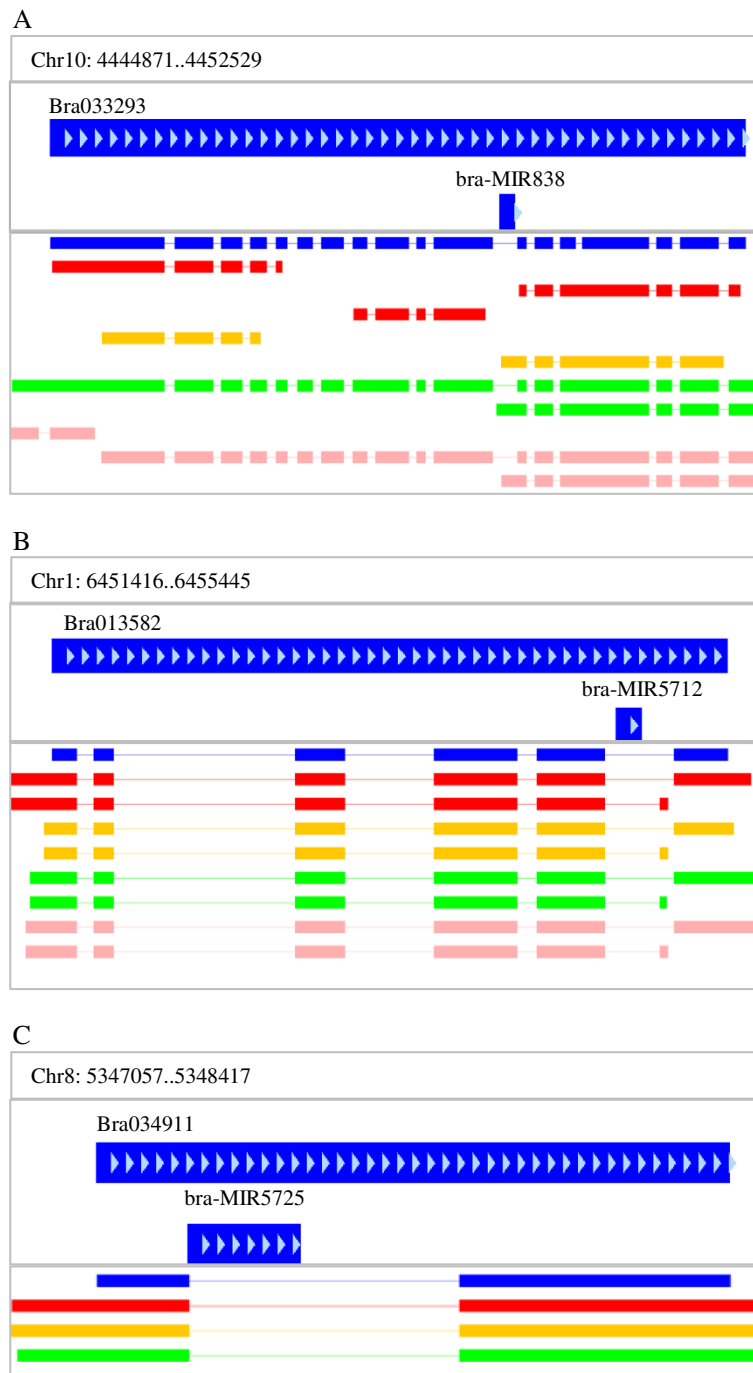 A
Chr10: 4444871..4452529
Bra033293
bra-MIR838
B
Chr1: 6451416..6455445
Bra013582
bra-MIR5712
C
Chr8: 5347057..5348417
Bra034911
bra-MIR5725